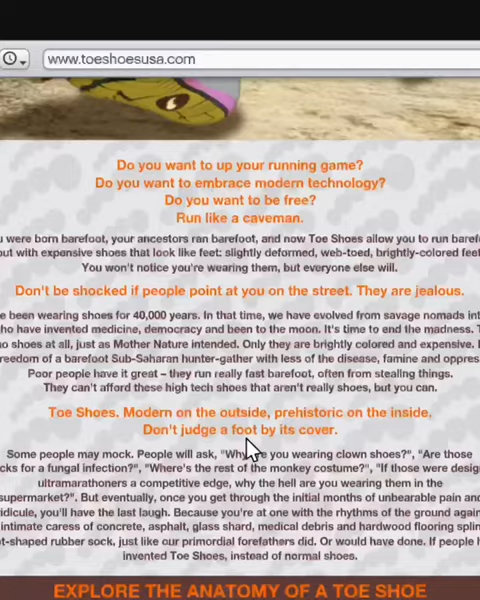 www.toeshoesusa.com
Do you want to up your running game?
Do you want to embrace modern technology?
Do you want to be free?
Run like a caveman.
u were born barefoot, your ancestors ran barefoot, and now Toe Shoes allow you to run baref
out with expensive shoes that look like feet: slightly deformed, web-toed, brightly-colored feet
You won't notice you're wearing them, but everyone else will.
Don't be shocked if people point at you on the street. They are jealous.
e been wearing shoes for 40,000 years. In that time, we have evolved from savage nomads int
ho have invented medicine, democracy and been to the moon. It's time to end the madness. T
no shoes at all, just as Mother Nature intended. Only they are brightly colored and expensive. E
reedom of a barefoot Sub-Saharan hunter-gather with less of the disease, famine and oppres
Poor people have it great – they run really fast barefoot, often from stealing things.
They can't afford these high tech shoes that aren't really shoes, but you can.
Toe Shoes. Modern on the outside, prehistoric on the inside,
Don't judge a foot by its cover.
Some people may mock. People will ask, "Why are you wearing clown shoes?", "Are those
cks for a fungal infection?", "Where's the rest of the monkey costume?", "If those were desig
ultramarathoners a competitive edge, why the hell are you wearing them in the
supermarket?". But eventually, once you get through the initial months of unbearable pain and
idicule, you'll have the last laugh. Because you're at one with the rhythms of the ground again
intimate caress of concrete, asphalt, glass shard, medical debris and hardwood flooring splin
t-shaped rubber sock, just like our primordial forefathers did. Or would have done. If people h
invented Toe Shoes, instead of normal shoes.
EXPLORE THE ANATOMY OF A TOE SHOE